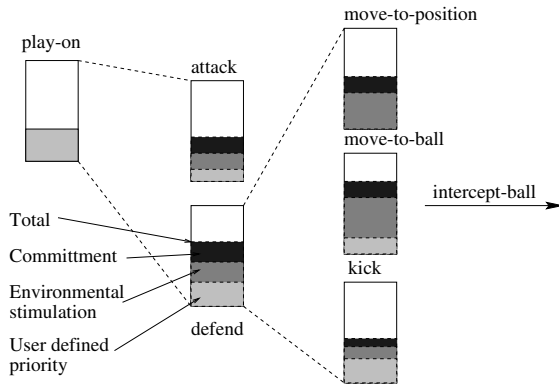 move-to-position
play-on
attack
move-to-ball
intercept-ball
Total
Committment
kick
Environmental
stimulation
defend
User defined
priority